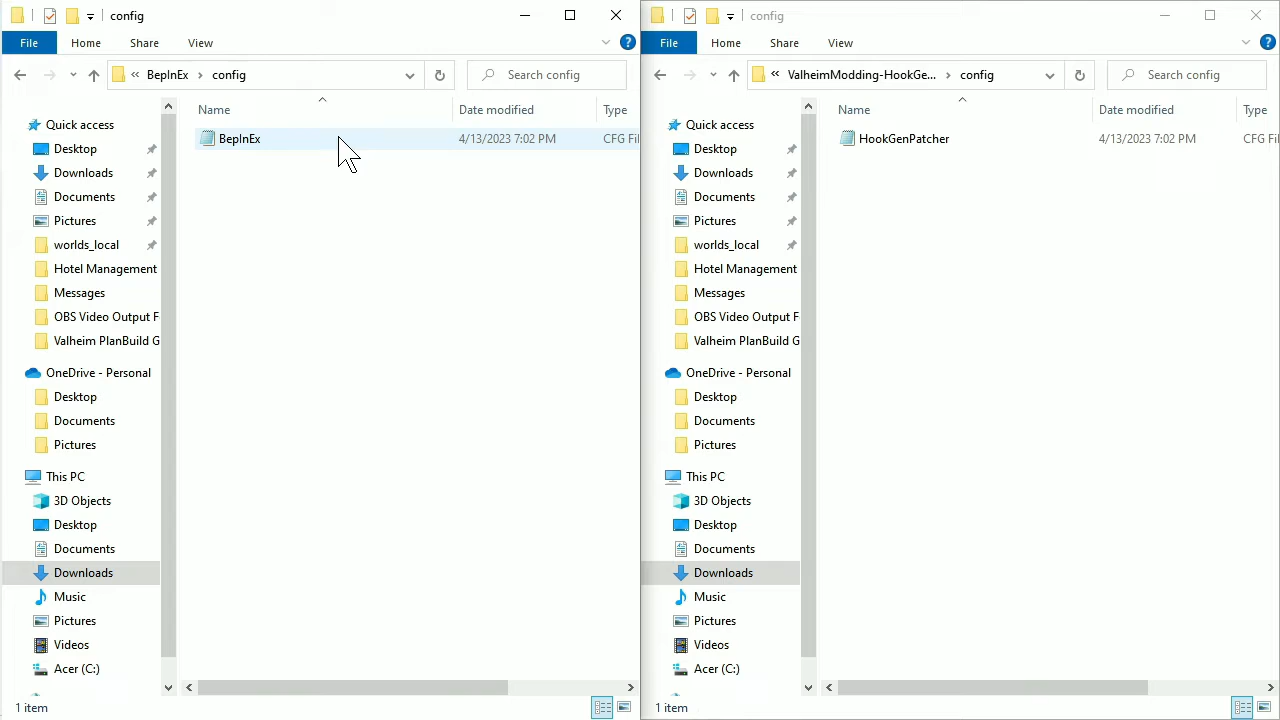 config
File
Home
Share
View
« BepInEx > config
Search config
Name
Date modified
Type
Quick access
Desktop
Downloads
Documents
Pictures
worlds_local
Hotel Management
Messages
OBS Video Output F
Valheim PlanBuild G
OneDrive - Personal
Desktop
Documents
Pictures
This PC
3D Objects
Desktop
Documents
Downloads
Music
Pictures
Videos
Acer (C:)
BepInEx
4/13/2023 7:02 PM
CFG Fil
1 item
config
File
Home
Share
View
« ValheimModding-HookGe... > config
Search config
Name
Date modified
Type
Quick access
Desktop
Downloads
Documents
Pictures
worlds_local
Hotel Management
Messages
OBS Video Output F
Valheim PlanBuild G
OneDrive - Personal
Desktop
Documents
Pictures
This PC
3D Objects
Desktop
Documents
Downloads
Music
Pictures
Videos
Acer (C:)
HookGenPatcher
4/13/2023 7:02 PM
CFG Fil
1 item